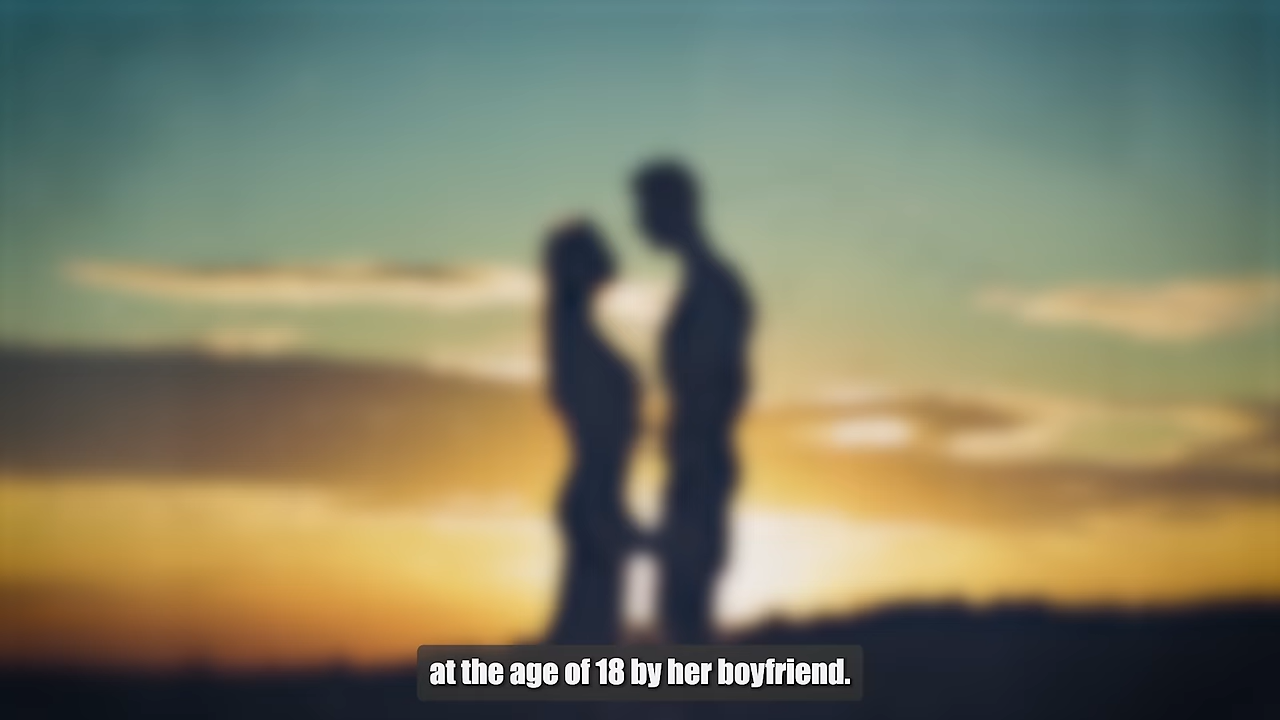 at the age of 18 by her boyfriend.